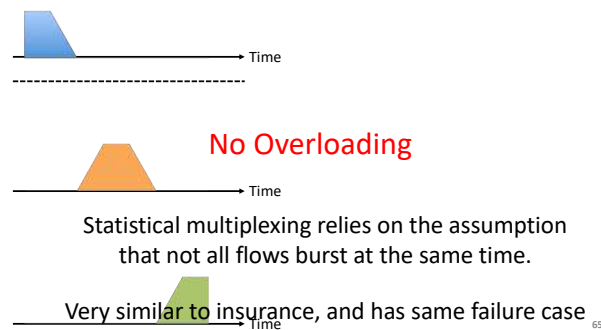 Time
No Overloading
Time
Statistical multiplexing relies on the assumption
that not all flows burst at the same time.
Very similar to insurance, and has same failure case
Time
65